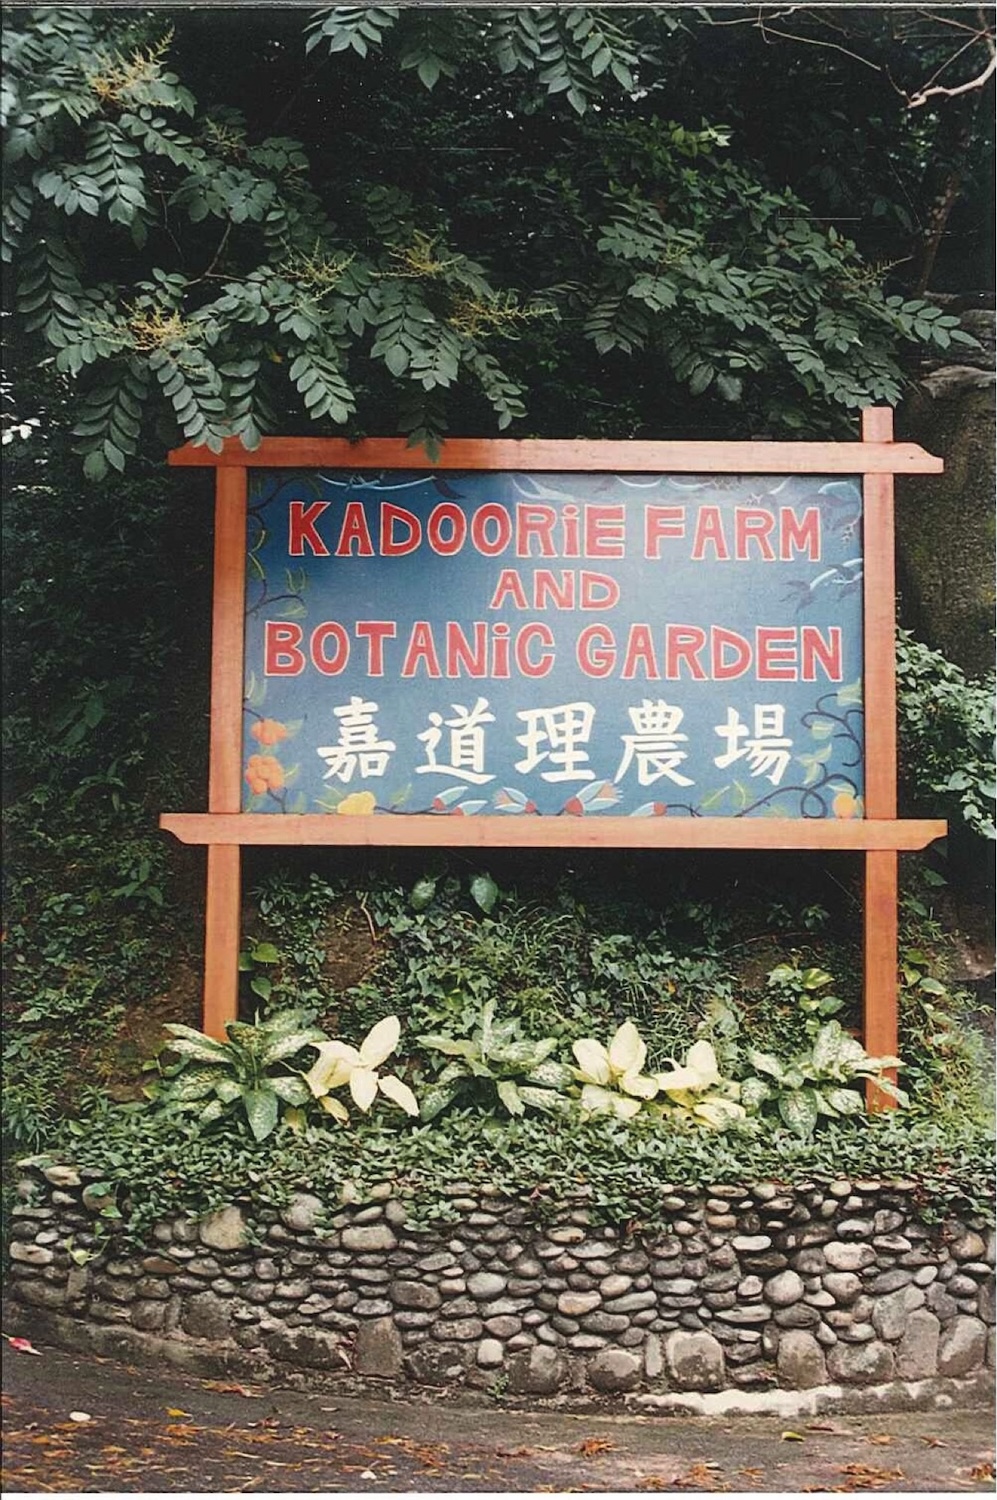 KADOORiE FARM
AND
BOTANiC GARDEN
嘉道理農場